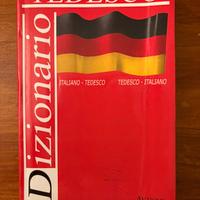 TEDESCO
Dizionario
ITALIANO - TEDESCO TEDESCO - ITALIANO